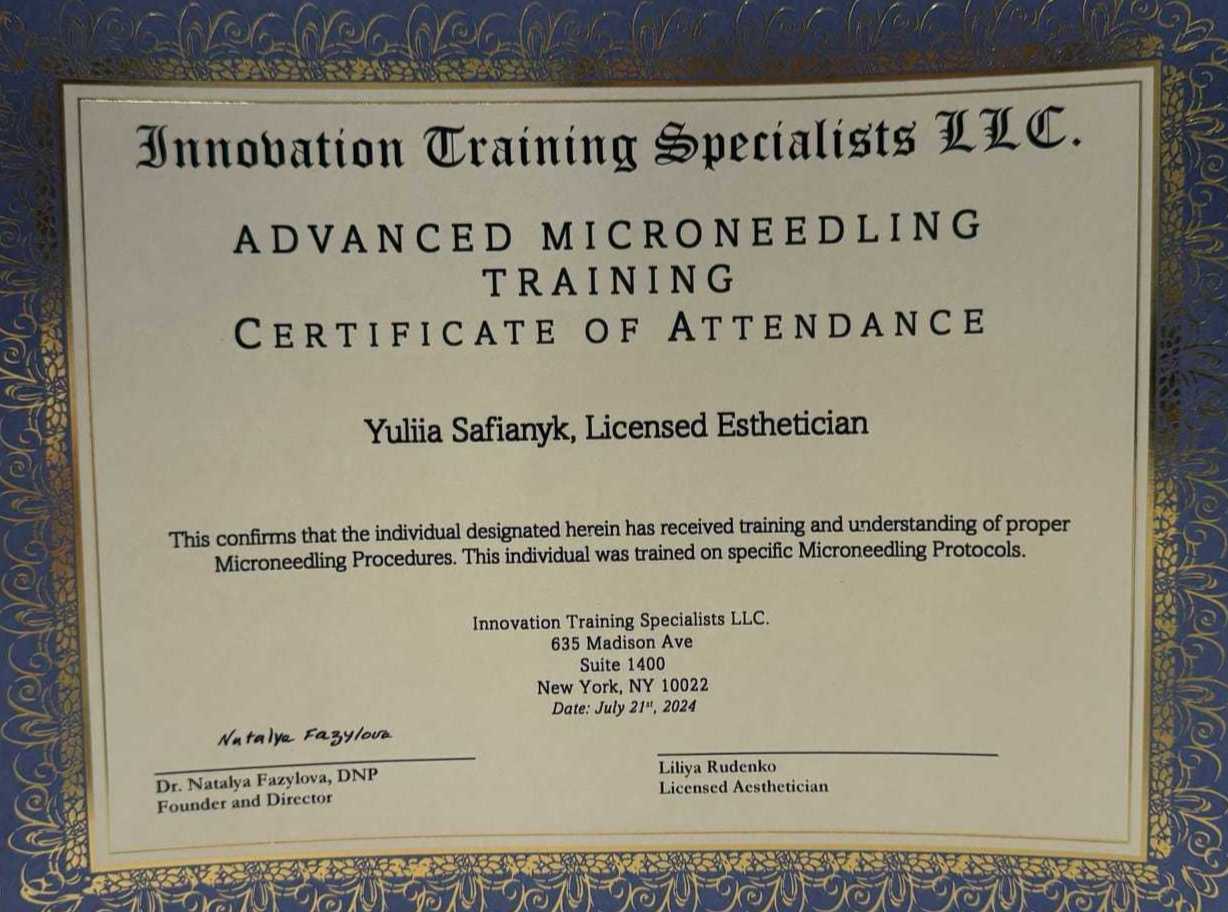 Innovation Training Specialists LLC.
ADVANCED MICRONEEDLING
TRAINING
CERTIFICATE OF ATTENDANCE
Yuliia Safianyk, Licensed Esthetician
This confirms that the individual designated herein has received training and understanding of proper
Microneedling Procedures. This individual was trained on specific Microneedling Protocols.
Innovation Training Specialists LLC.
635 Madison Ave
Suite 1400
New York, NY 10022
Date: July 21st, 2024
Natalya Fazylova
Dr. Natalya Fazylova, DNP
Founder and Director
Liliya Rudenko
Licensed Aesthetician